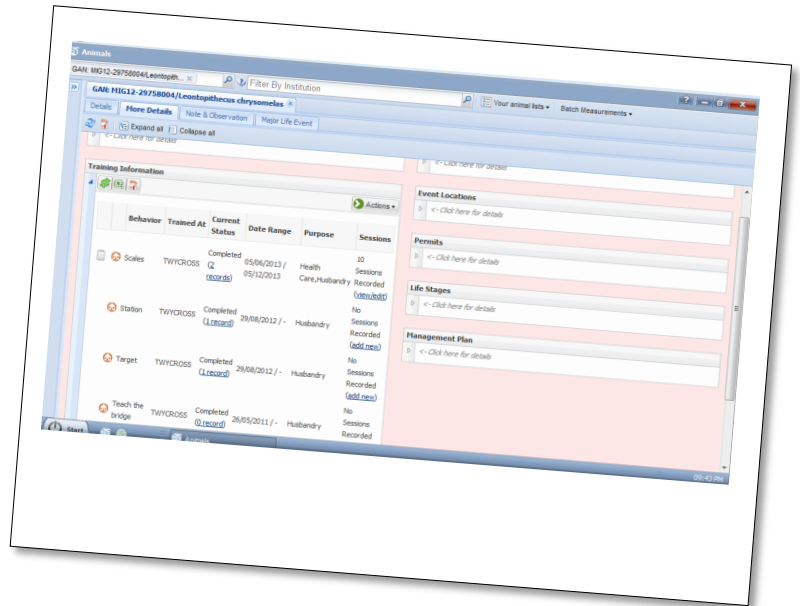 Animals
GAN: MIG12-29758004/Leontopith...
Filter By Institution
Your animal lists
Batch Measurements
GAN: MIG12-29758004/Leontopithecus chrysomelas
Details
More Details
Note & Observation
Major Life Event
Expand all
Collapse all
<- Click here for details
Training Information
Actions
Behavior Trained At Current Status Date Range Purpose Sessions
Scales TWYCROSS Completed (2 records) 05/06/2013 / 05/12/2013 Health Care,Husbandry 10 Sessions Recorded (view/edit)
Station TWYCROSS Completed (1 record) 29/08/2012 / - Husbandry No Sessions Recorded (add new)
Target TWYCROSS Completed (1 record) 29/08/2012 / - Husbandry No Sessions Recorded (add new)
Teach the bridge TWYCROSS Completed (0 record) 26/05/2011 / - Husbandry No Sessions Recorded
<- Click here for details
Event Locations
<- Click here for details
Permits
<- Click here for details
Life Stages
<- Click here for details
Management Plan
<- Click here for details
Start
Animals
09:43 PM